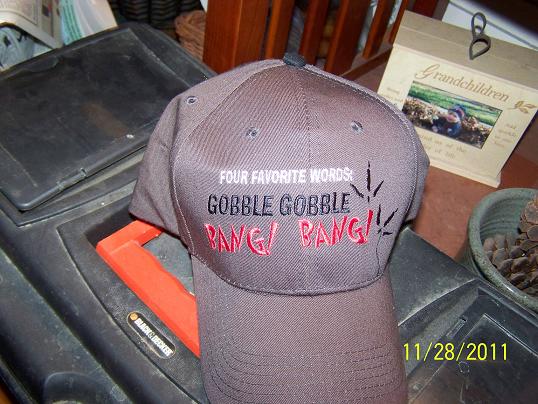 FOUR FAVORITE WORDS:
GOBBLE GOBBLE
BANG! BANG!
Grandchildren
BLACK & DECKER
11/28/2011